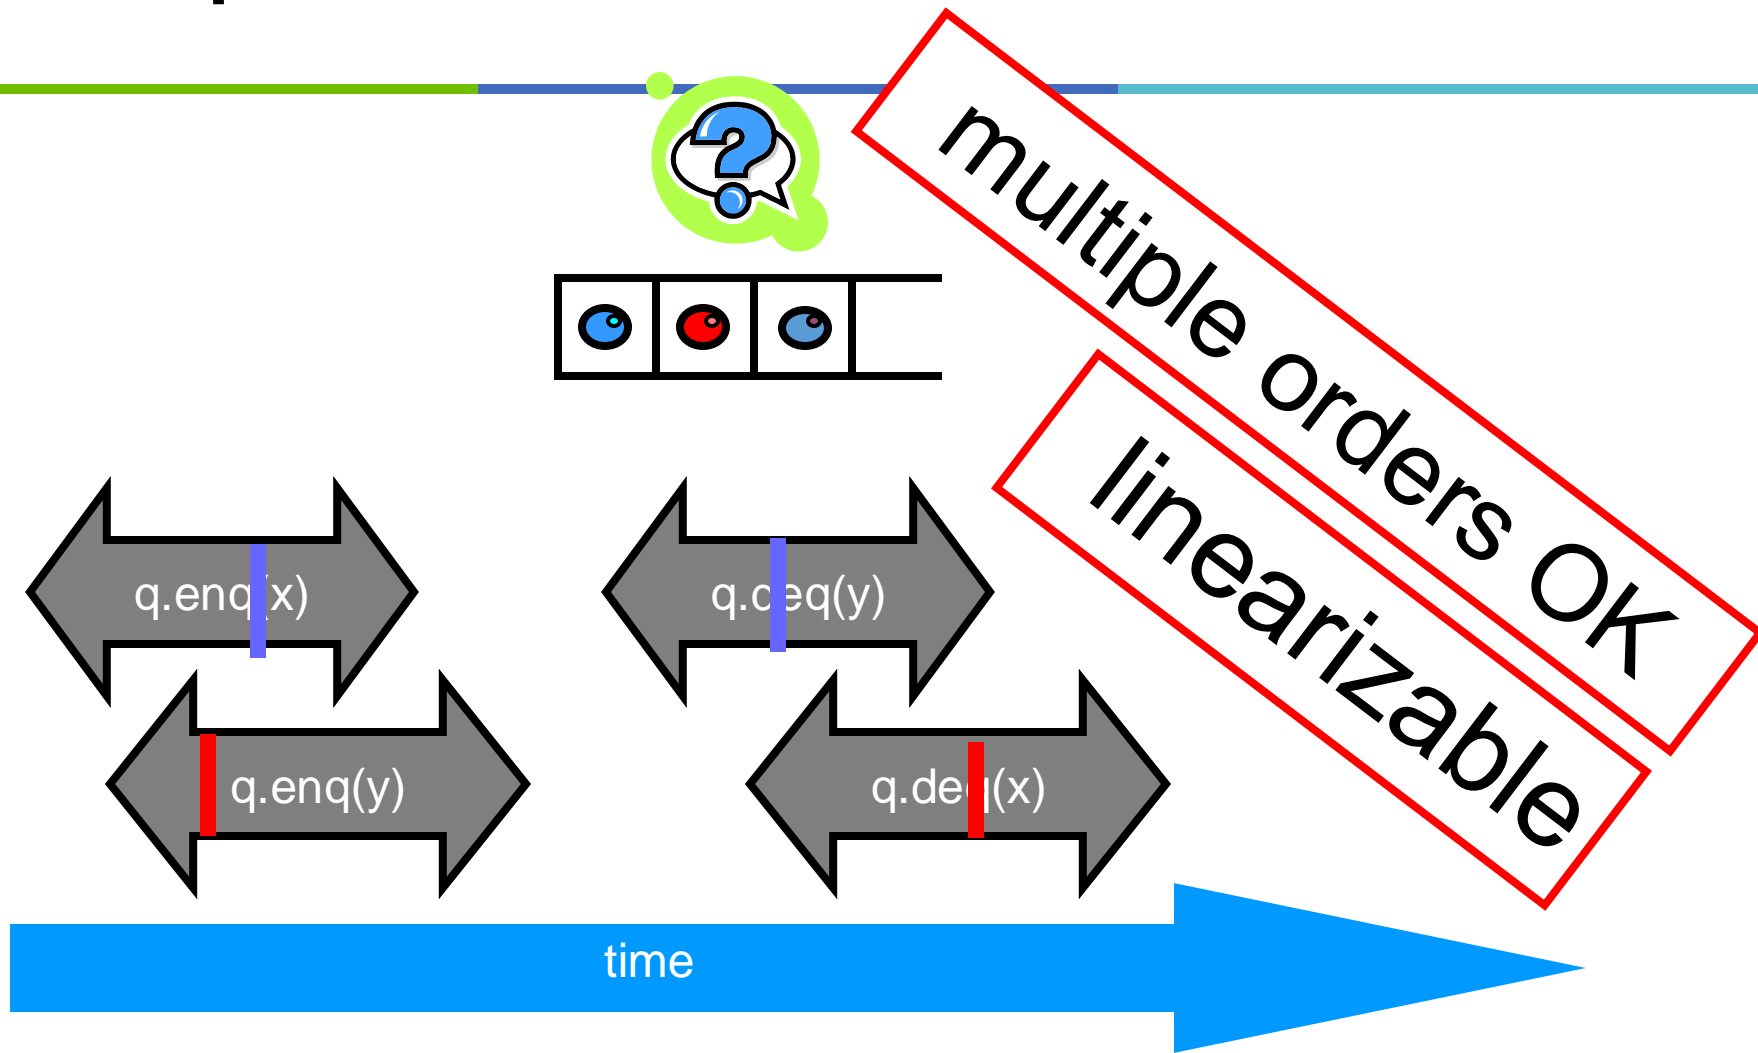 ?
multiple orders OK
linearizable
q.enq(x)
q.deq(y)
q.enq(y)
q.deq(x)
time